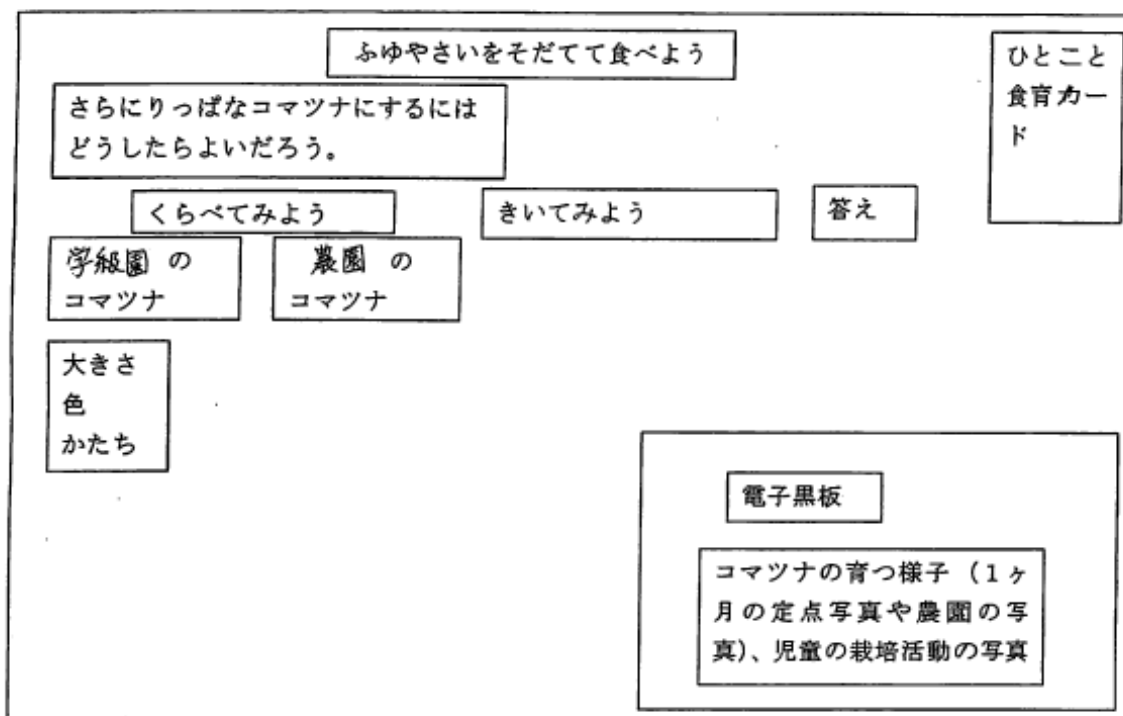 ふゆやさいをそだてて食べよう
ひとこと
食育カー
ド
さらにりっぱなコマツナにするには
どうしたらよいだろう。
くらべてみよう
きいてみよう
答え
学級園 の
コマツナ
農園 の
コマツナ
大きさ
色
かたち
電子黒板
コマツナの育つ様子（1ヶ
月の定点写真や農園の写
真）、児童の栽培活動の写真